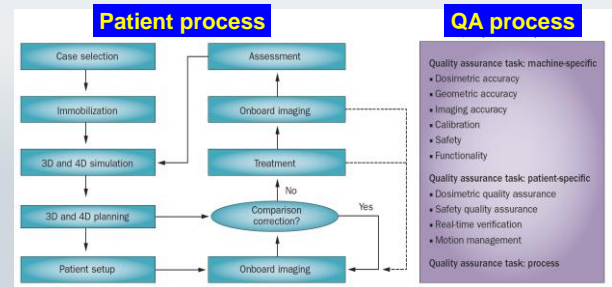 Patient process
QA process
Case selection
Immobilization
3D and 4D simulation
3D and 4D planning
Patient setup
Assessment
Onboard imaging
Treatment
No
Comparison
correction?
Yes
Onboard imaging
Quality assurance task: machine-specific
▪ Dosimetric accuracy
▪ Geometric accuracy
▪ Imaging accuracy
▪ Calibration
▪ Safety
▪ Functionality
Quality assurance task: patient-specific
▪ Dosimetric quality assurance
▪ Safety quality assurance
▪ Real-time verification
▪ Motion management
Quality assurance task: process